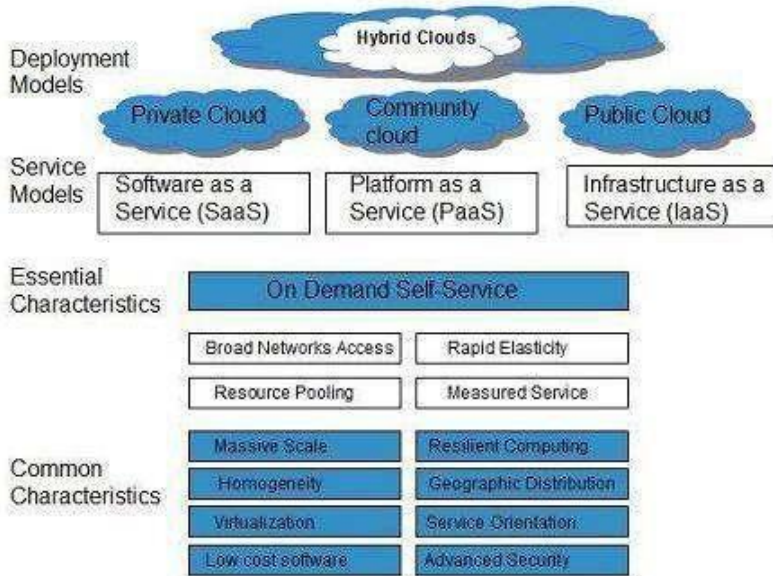 Hybrid Clouds
Deployment
Models
Private Cloud
Community
cloud
Public Cloud
Service
Models
Software as a
Service (SaaS)
Platform as a
Service (PaaS)
Infrastructure as a
Service (IaaS)
Essential
Characteristics
On Demand Self-Service
Broad Networks Access
Rapid Elasticity
Resource Pooling
Measured Service
Common
Characteristics
Massive Scale
Resilient Computing
Homogeneity
Geographic Distribution
Virtualization
Service Orientation
Low cost software
Advanced Security